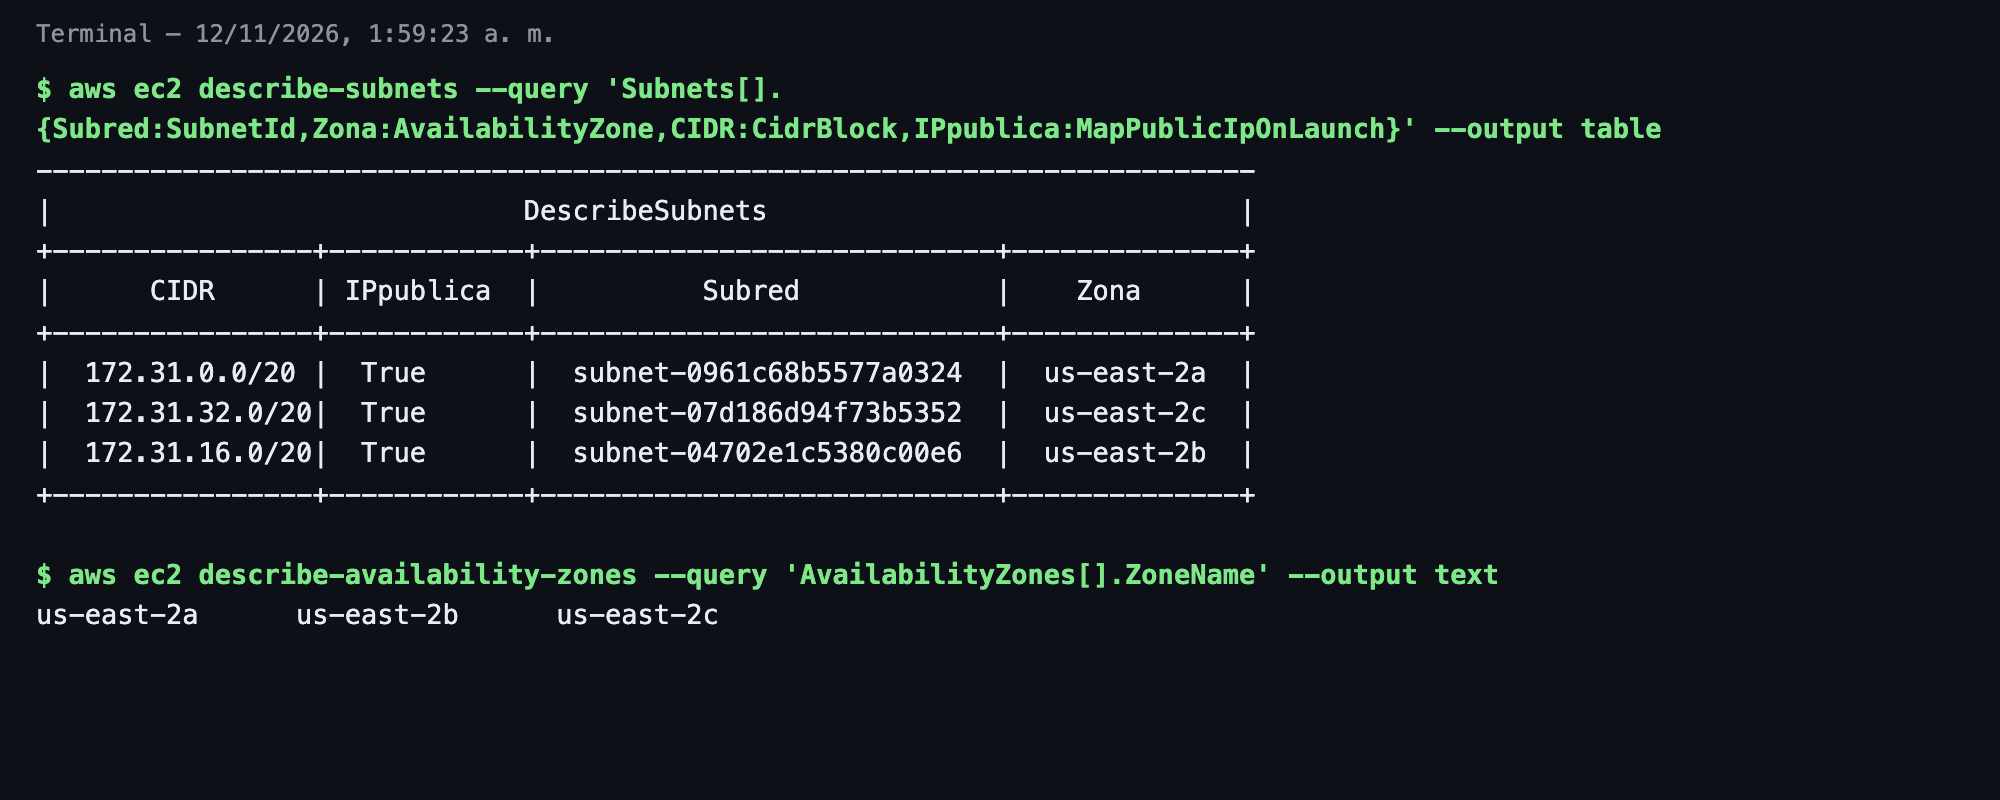 Terminal — 12/11/2026, 1:59:23 a. m.
$ aws ec2 describe-subnets --query 'Subnets[].
{Subred:SubnetId,Zona:AvailabilityZone,CIDR:CidrBlock,IPpublica:MapPublicIpOnLaunch}' --output table
---------------------------------------------------------------------------
|                             DescribeSubnets                             |
+----------------+------------+----------------------------+--------------+
|      CIDR      | IPpublica  |          Subred            |    Zona      |
+----------------+------------+----------------------------+--------------+
|  172.31.0.0/20 |  True      |  subnet-0961c68b5577a0324  |  us-east-2a  |
|  172.31.32.0/20|  True      |  subnet-07d186d94f73b5352  |  us-east-2c  |
|  172.31.16.0/20|  True      |  subnet-04702e1c5380c00e6  |  us-east-2b  |
+----------------+------------+----------------------------+--------------+
$ aws ec2 describe-availability-zones --query 'AvailabilityZones[].ZoneName' --output text
us-east-2a      us-east-2b      us-east-2c